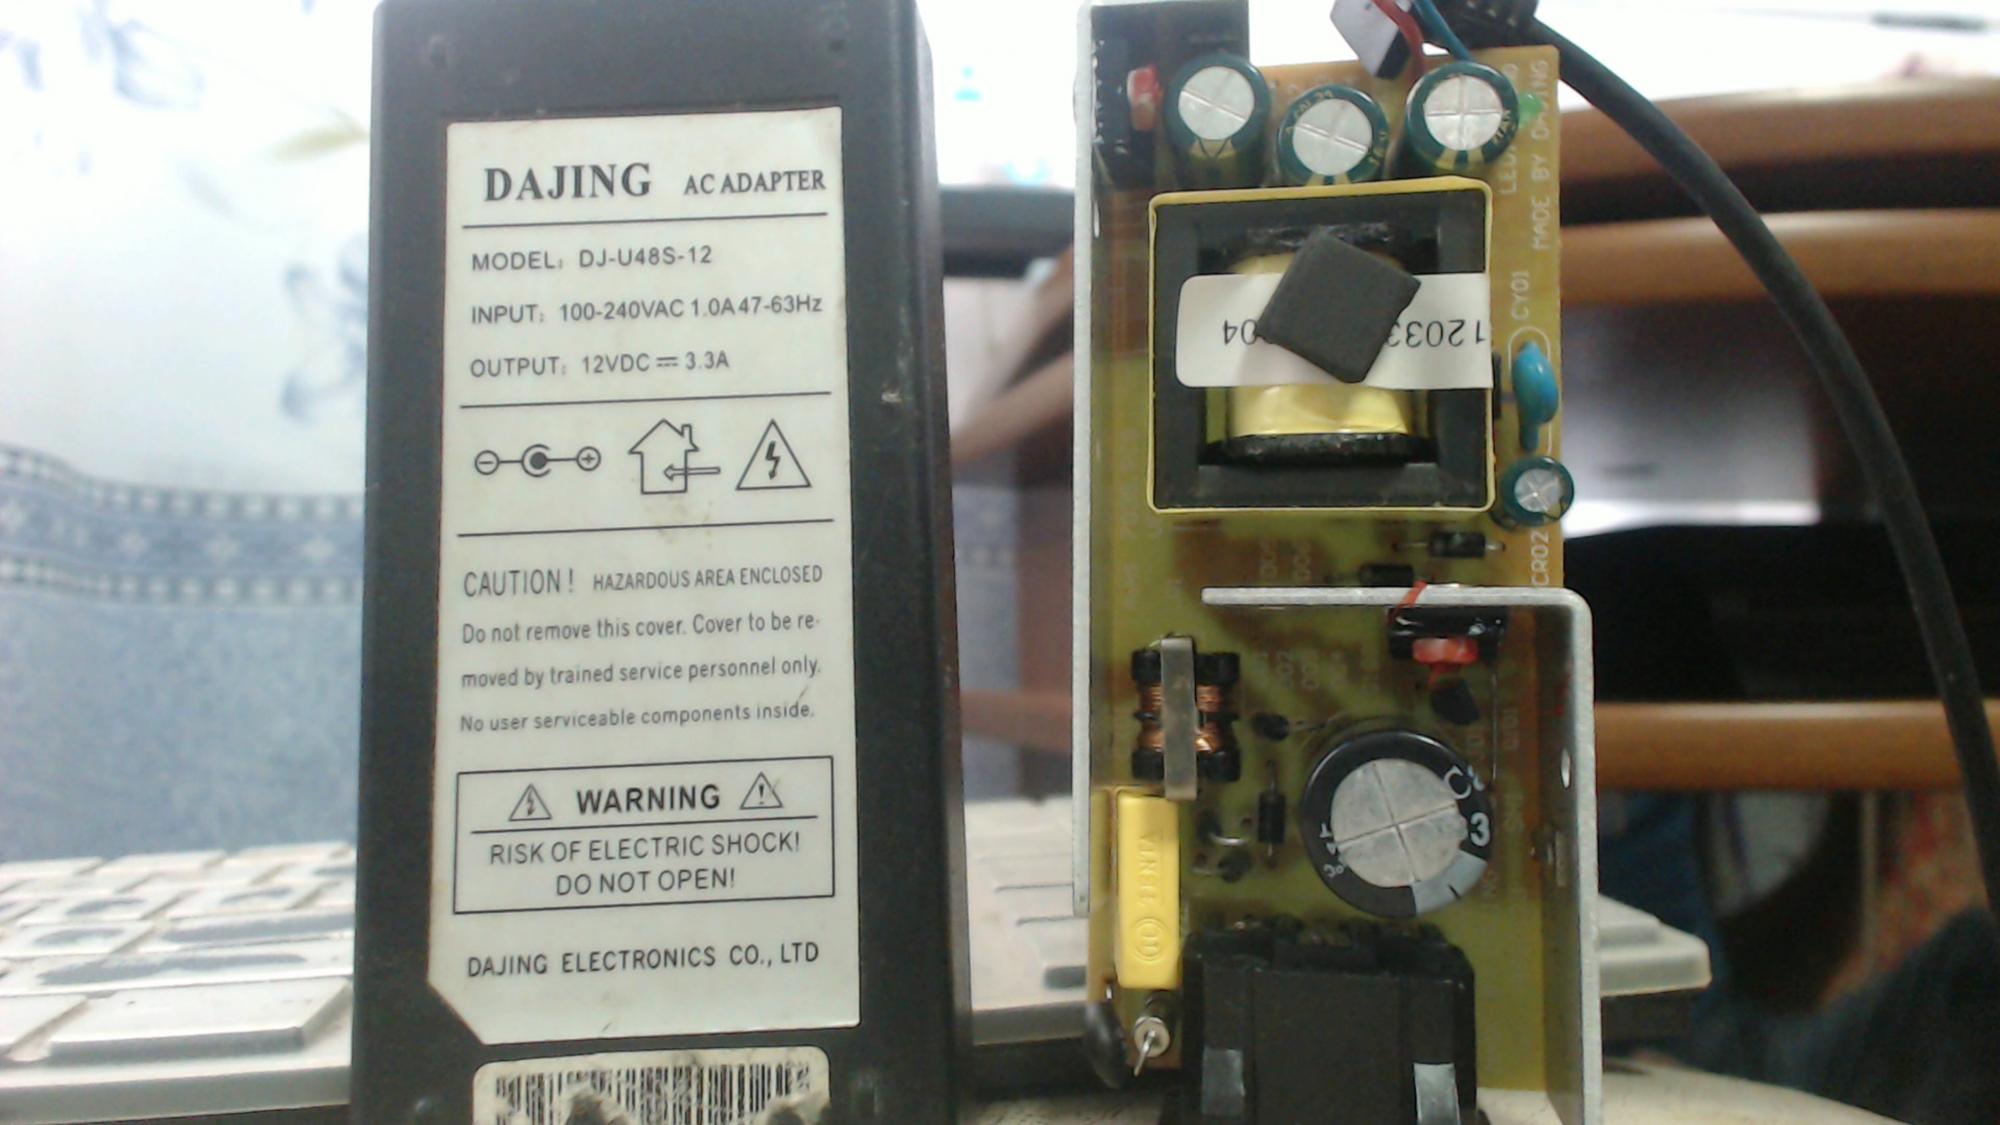 DAJING AC ADAPTER
MODEL: DJ-U48S-12
INPUT: 100-240VAC 1.0A 47-63Hz
OUTPUT: 12VDC ⎓ 3.3A
CAUTION! HAZARDOUS AREA ENCLOSED
Do not remove this cover. Cover to be re-
moved by trained service personnel only.
No user serviceable components inside.
WARNING
RISK OF ELECTRIC SHOCK!
DO NOT OPEN!
DAJING ELECTRONICS CO., LTD
MADE BY DAJING
CY01
CR02
TENTA